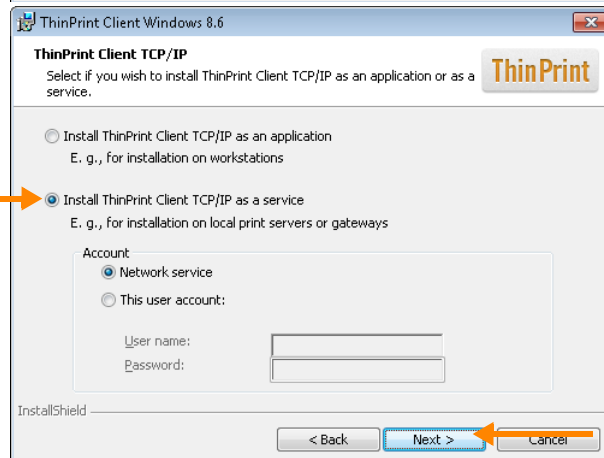 ThinPrint Client Windows 8.6
ThinPrint Client TCP/IP
Select if you wish to install ThinPrint Client TCP/IP as an application or as a
service.
ThinPrint
Install ThinPrint Client TCP/IP as an application
E. g., for installation on workstations
Install ThinPrint Client TCP/IP as a service
E. g., for installation on local print servers or gateways
Account
Network service
This user account:
User name:
Password:
InstallShield
< Back
Next >
Cancel